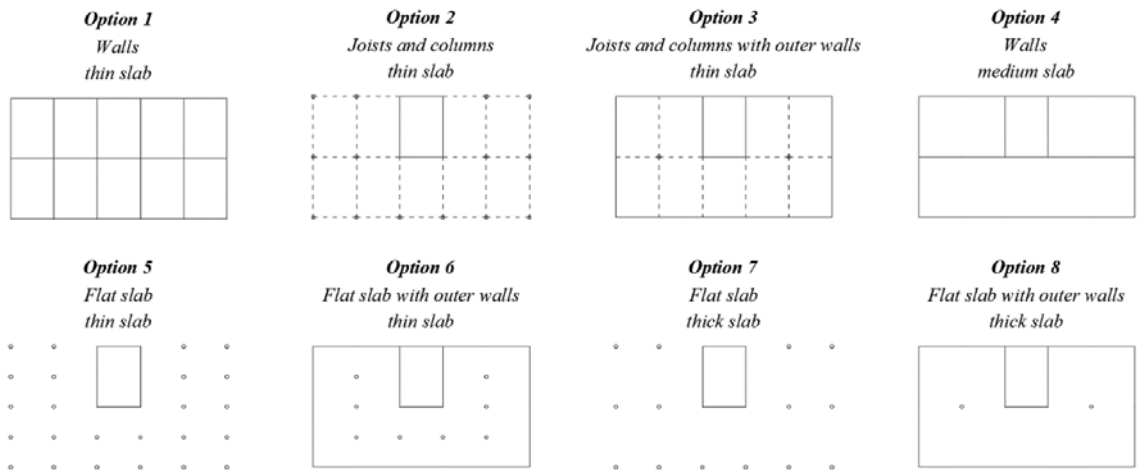 Option 1
Walls
thin slab
Option 2
Joists and columns
thin slab
Option 3
Joists and columns with outer walls
thin slab
Option 4
Walls
medium slab
Option 5
Flat slab
thin slab
Option 6
Flat slab with outer walls
thin slab
Option 7
Flat slab
thick slab
Option 8
Flat slab with outer walls
thick slab